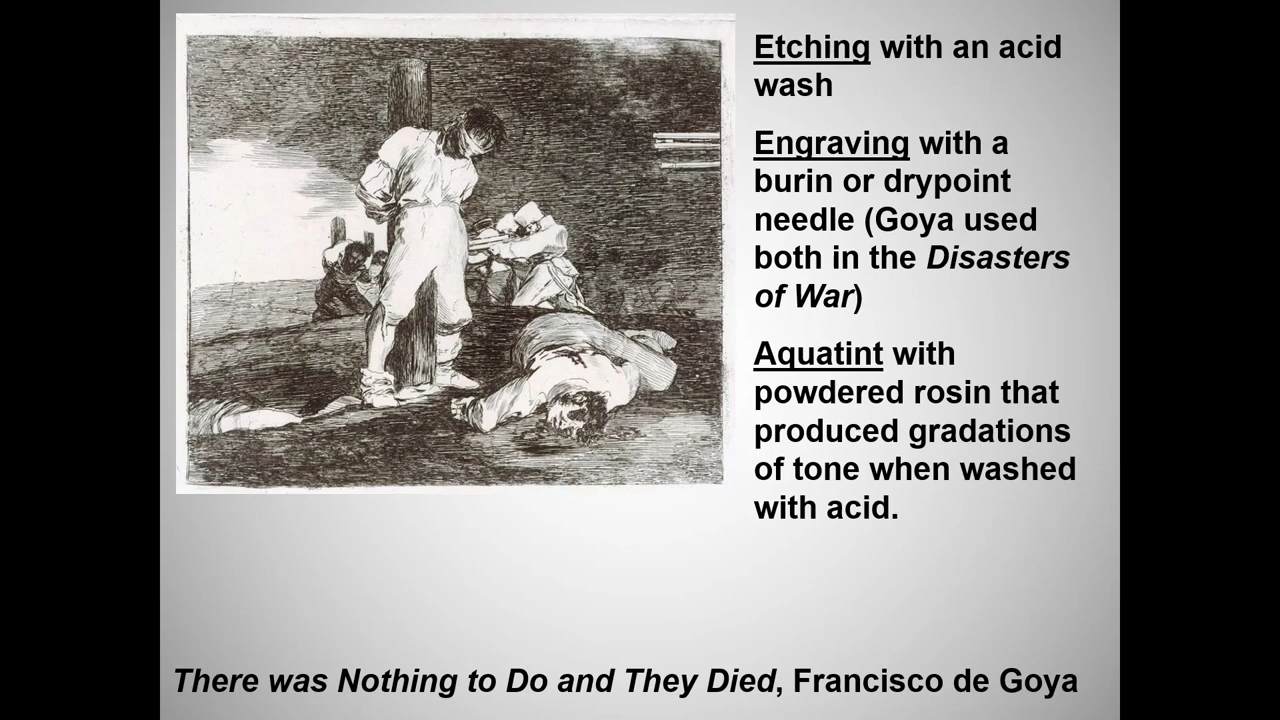 Etching with an acid
wash
Engraving with a
burin or drypoint
needle (Goya used
both in the Disasters
of War)
Aquatint with
powdered rosin that
produced gradations
of tone when washed
with acid.
There was Nothing to Do and They Died, Francisco de Goya